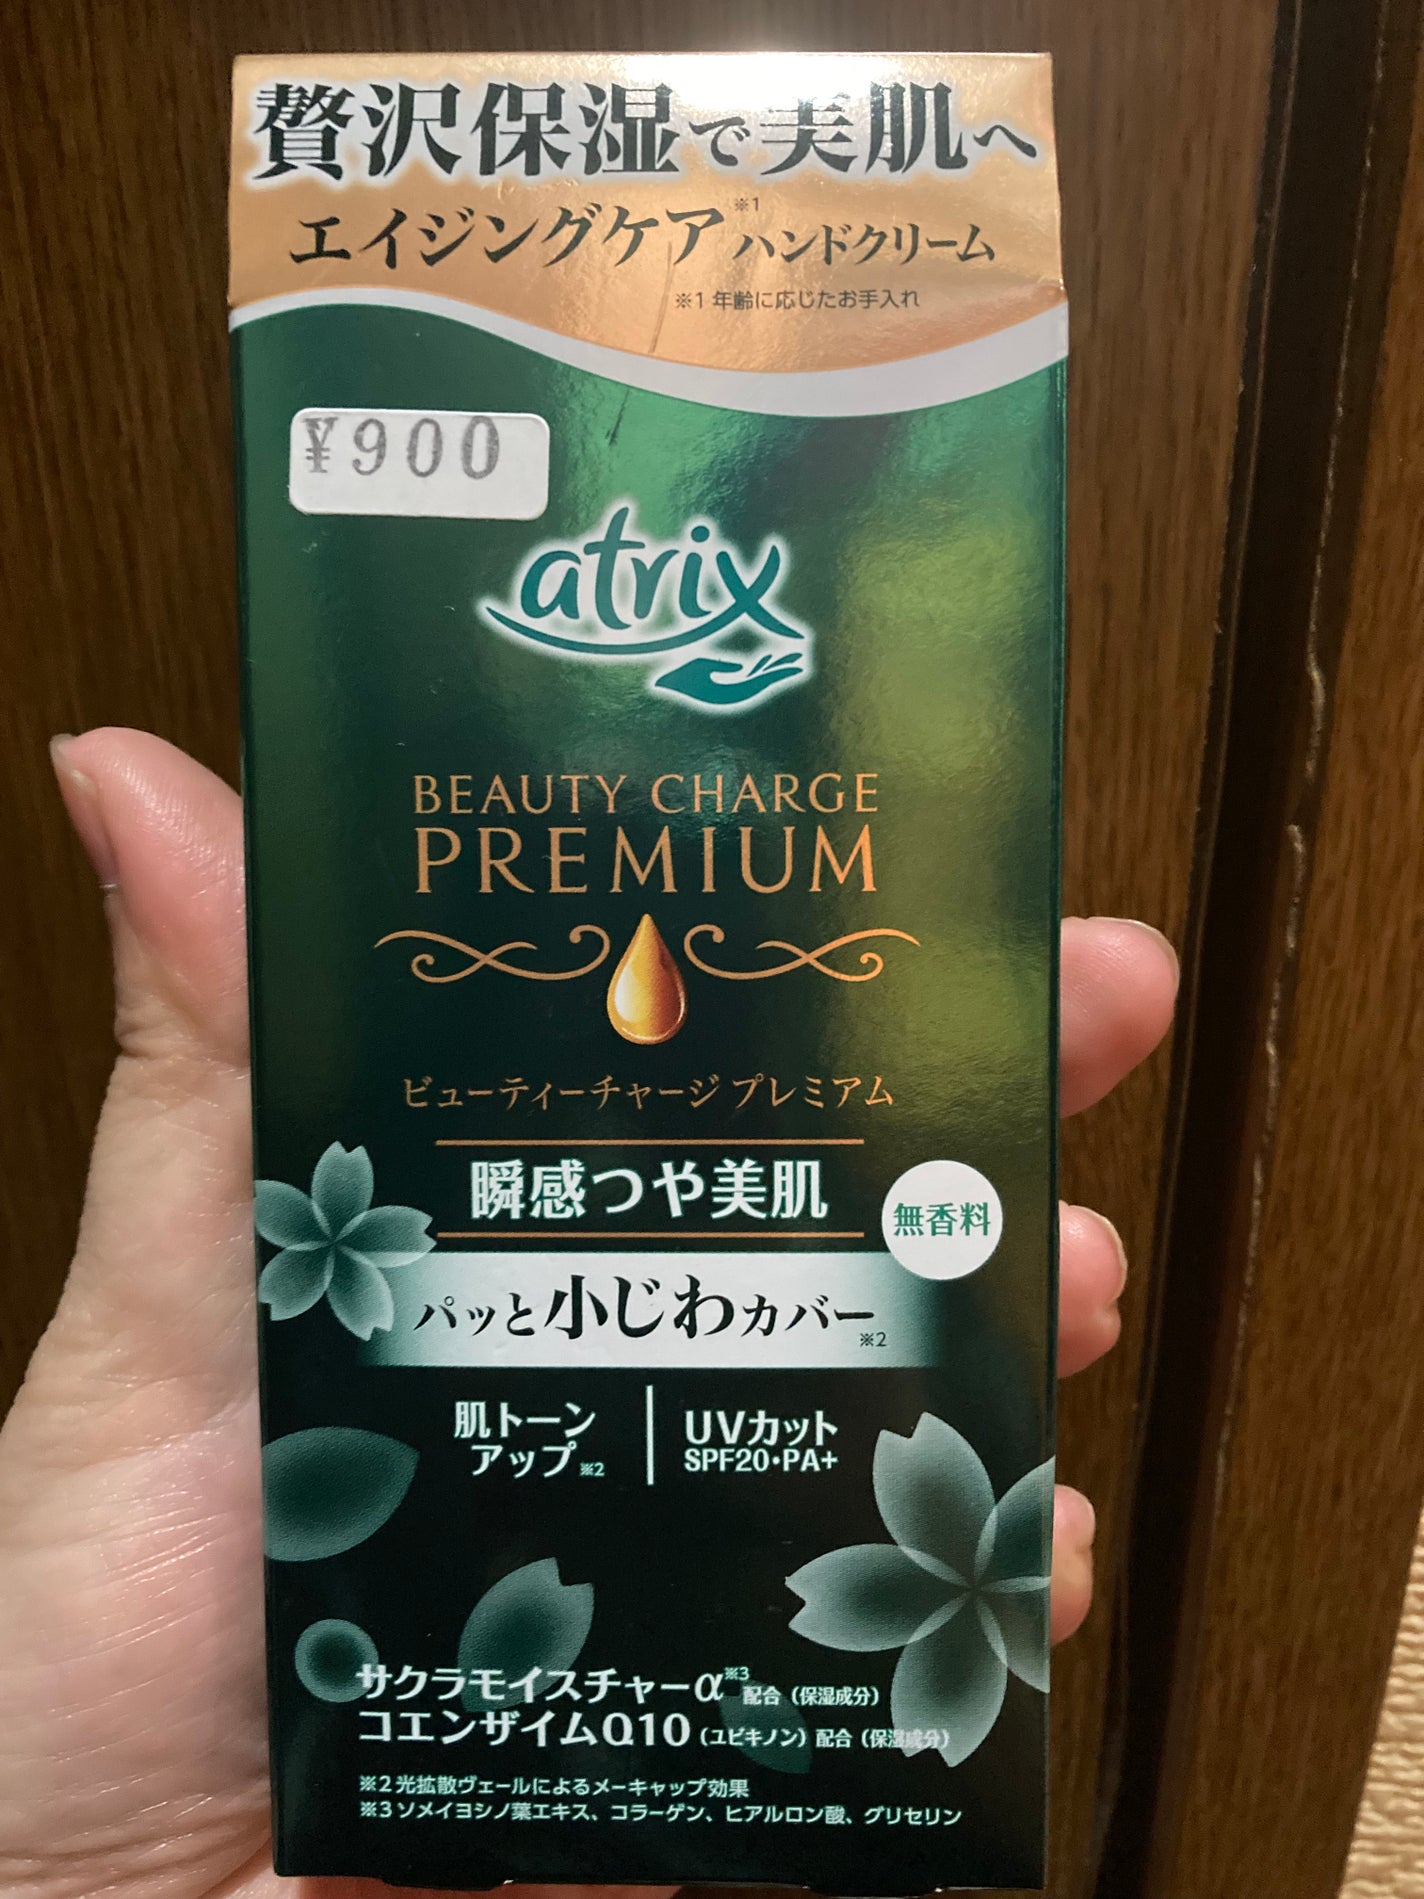 贅沢保湿で美肌へ
エイジングケア※1ハンドクリーム
※1 年齢に応じたお手入れ
¥900
atrix
BEAUTY CHARGE
PREMIUM
ビューティーチャージ プレミアム
瞬感つや美肌
無香料
パッと小じわカバー※2
肌トーン
アップ※2
UVカット
SPF20・PA+
サクラモイスチャーα※3配合（保湿成分）
コエンザイムQ10（ユビキノン）配合（保湿成分）
※2 光拡散ヴェールによるメーキャップ効果
※3 ソメイヨシノ葉エキス、コラーゲン、ヒアルロン酸、グリセリン